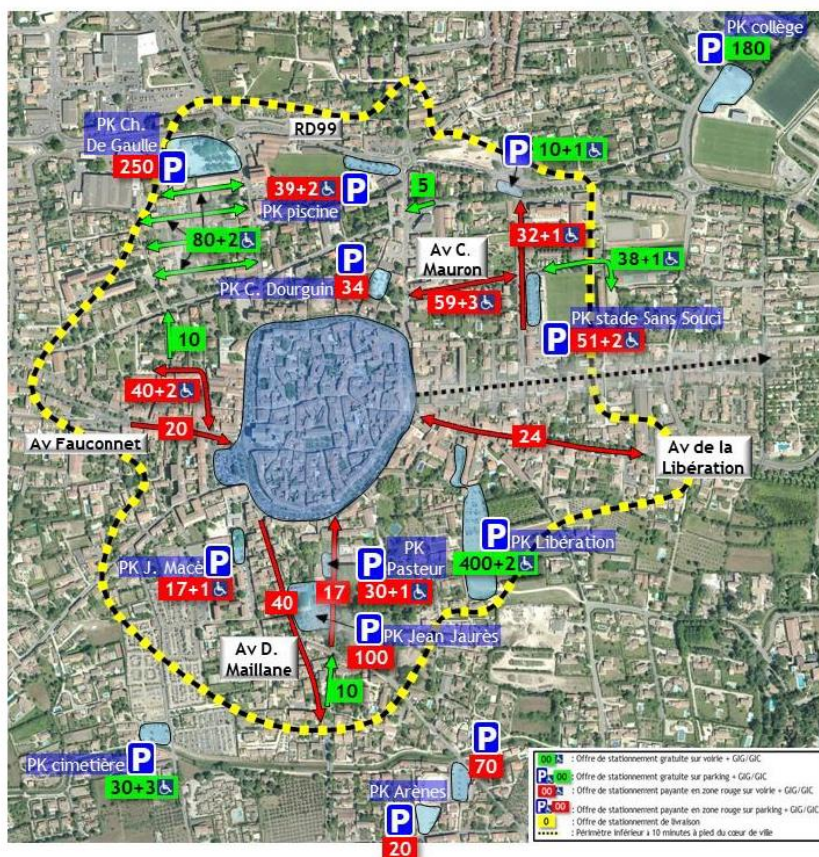 PK collège
P 180
PK Ch.
De Gaulle
250 P
RD99
P 10+1
39+2 P
PK piscine
5
80+2
P
PK C. Dourguin
34
Av C.
Mauron
32+1
38+1
59+3
PK stade Sans Souci
P 51+2
10
40+2
20
Av Fauconnet
24
Av de la
Libération
P PK Libération
400+2
PK J. Macè P
17+1
PK
Pasteur
P
30+1
40
17
P PK Jean Jaurès
100
Av D.
Maillane
10
PK cimetière P
30+3
P
70
PK Arènes
P
20
00 : Offre de stationnement gratuite sur voirie + GIG/GIC
P 00 : Offre de stationnement gratuite sur parking + GIG/GIC
00 : Offre de stationnement payante en zone rouge sur voirie + GIG/GIC
P 00 : Offre de stationnement payante en zone rouge sur parking + GIG/GIC
0 : Offre de stationnement de livraison
: Périmètre inférieur à 10 minutes à pied du cœur de ville